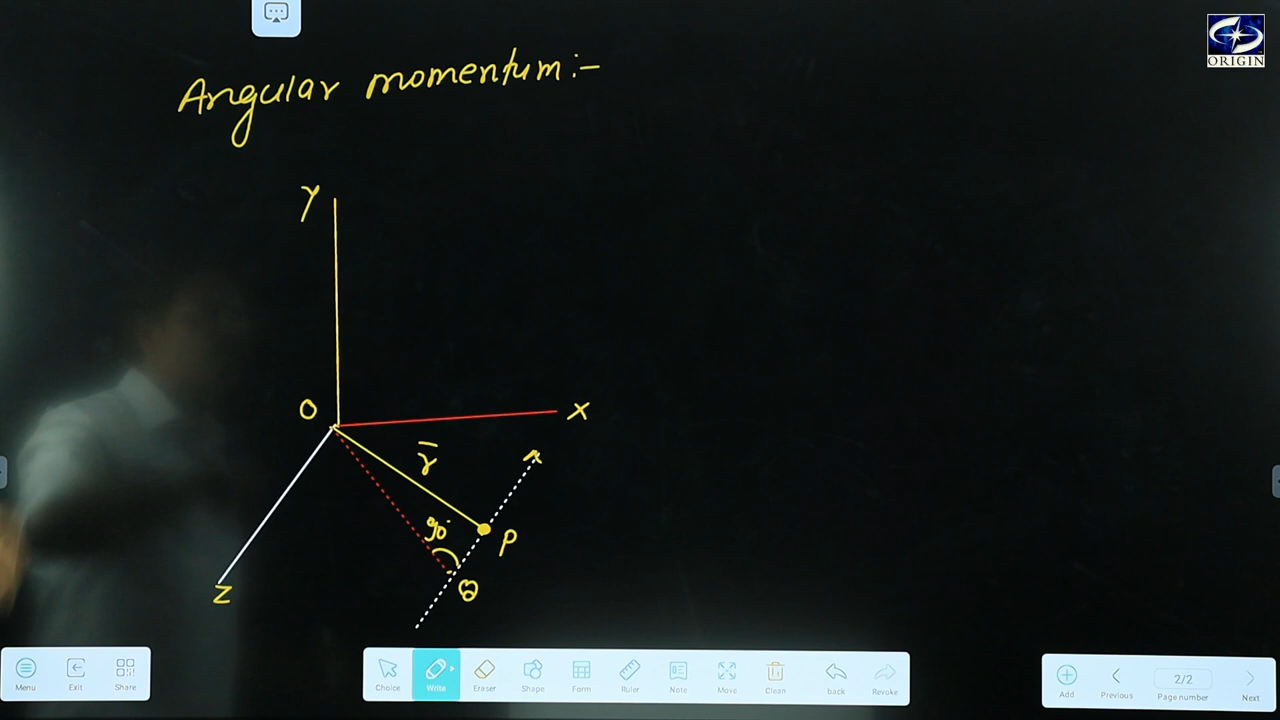 ORIGIN
Angular momentum:-
Y
O
X
r̄
90°
P
Q
Z
Menu
Exit
Share
Choice
Write
Eraser
Shape
Form
Ruler
Note
Move
Clean
back
Revoke
Add
Previous
2/2
Page number
Next